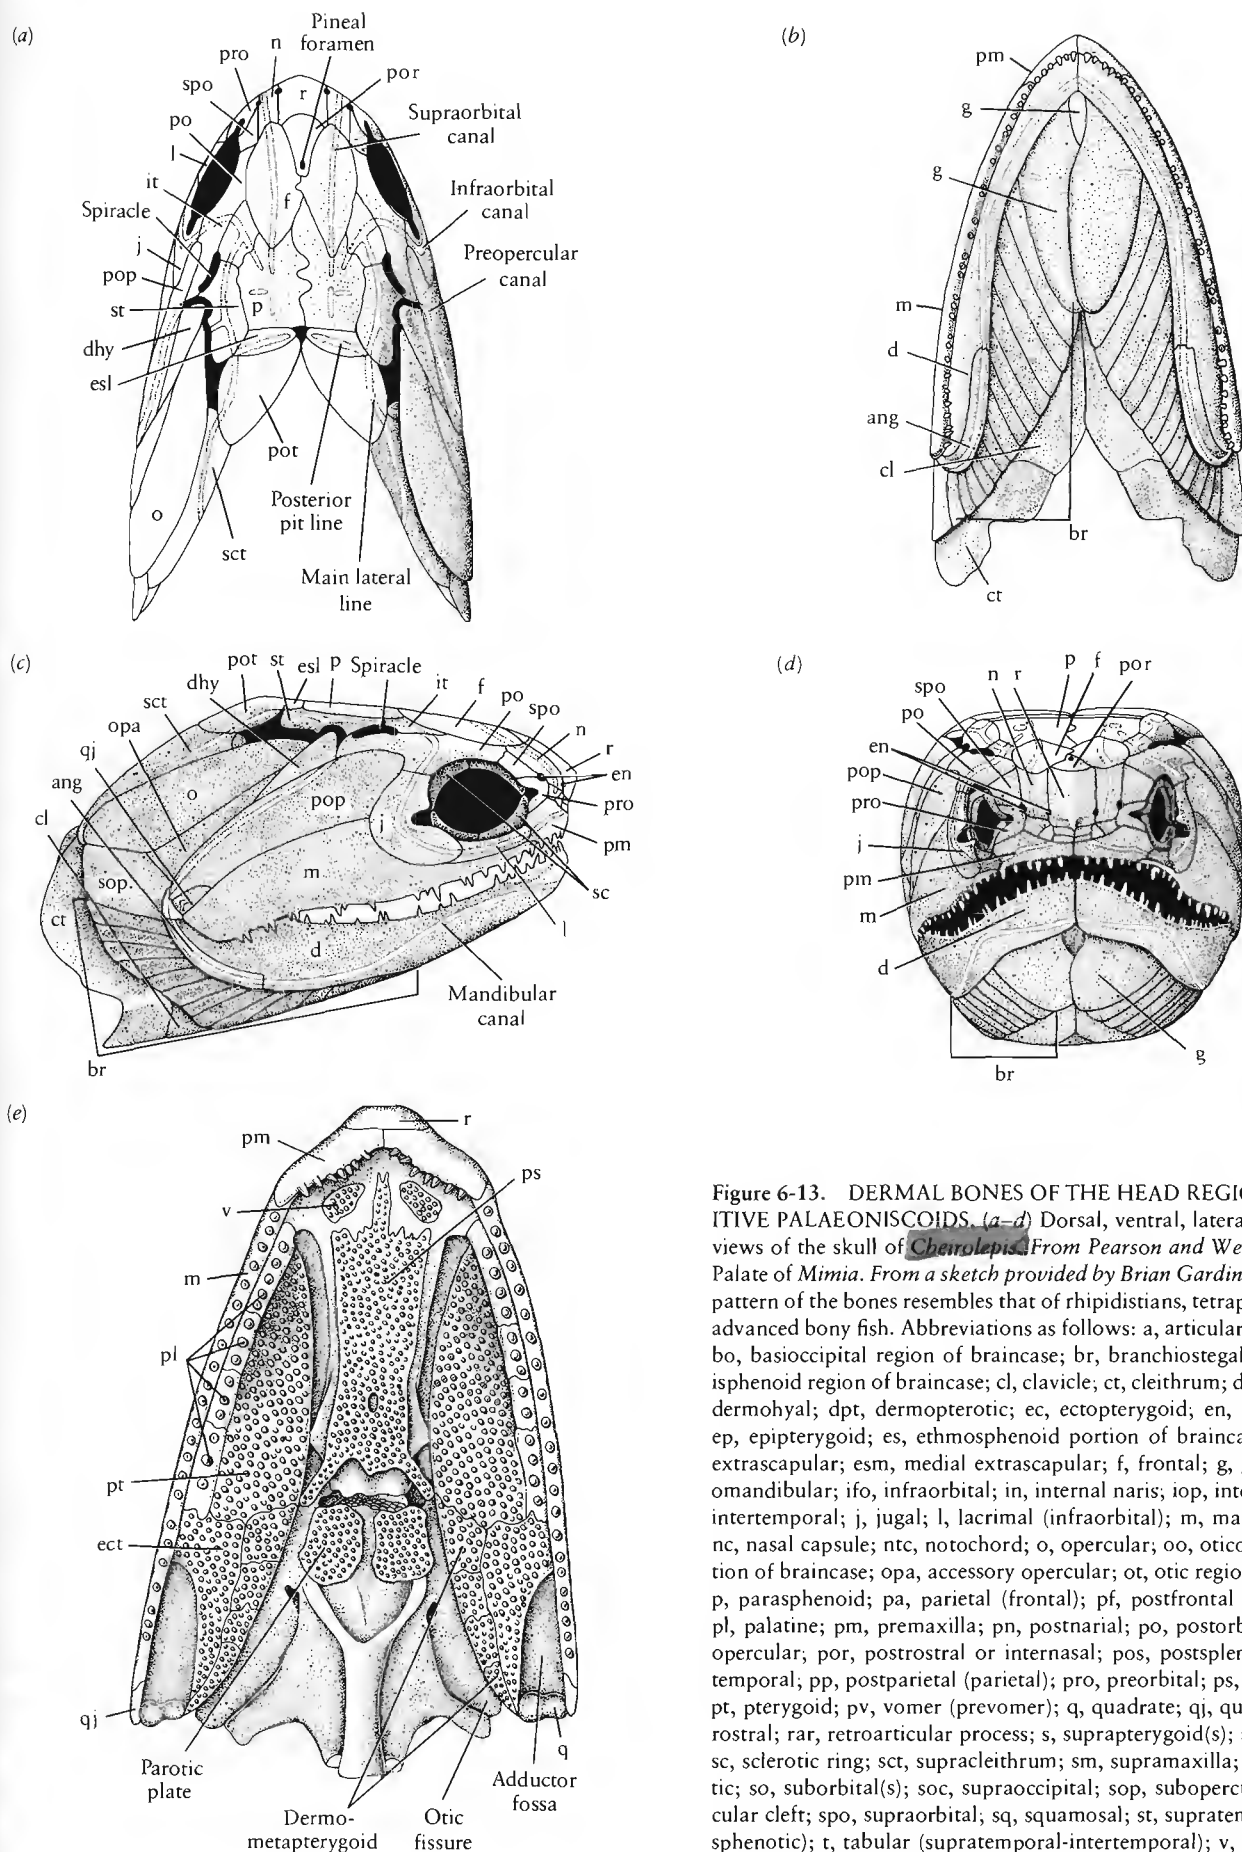 (a)
Pineal
foramen
n
pro
por
spo
r
Supraorbital
canal
po
l
it
f
Infraorbital
canal
Spiracle
j
Preopercular
canal
pop
st
p
dhy
esl
pot
Posterior
pit line
o
sct
Main lateral
line
(b)
pm
g
g
m
d
ang
cl
br
ct
(c)
pot st esl p Spiracle
dhy
it
f
sct
po
spo
opa
n
qj
r
ang
o
en
cl
pop
pro
j
pm
m
sop.
sc
ct
l
d
Mandibular
canal
br
(d)
p f por
n r
spo
po
en
pop
pro
j
pm
m
d
g
br
(e)
r
pm
ps
v
m
pl
pt
ect
qj
q
Parotic
plate
Adductor
fossa
Dermo-
metapterygoid
Otic
fissure
Figure 6-13. DERMAL BONES OF THE HEAD REGIO
ITIVE PALAEONISCOIDS. (a–d) Dorsal, ventral, latera
views of the skull of Cheirolepis. From Pearson and We
Palate of Mimia. From a sketch provided by Brian Gardin
pattern of the bones resembles that of rhipidistians, tetrap
advanced bony fish. Abbreviations as follows: a, articular
bo, basioccipital region of braincase; br, branchiostegal
isphenoid region of braincase; cl, clavicle; ct, cleithrum; d
dermohyal; dpt, dermopterotic; ec, ectopterygoid; en,
ep, epipterygoid; es, ethmosphenoid portion of brainca
extrascapular; esm, medial extrascapular; f, frontal; g,
omandibular; ifo, infraorbital; in, internal naris; iop, inte
intertemporal; j, jugal; l, lacrimal (infraorbital); m, ma
nc, nasal capsule; ntc, notochord; o, opercular; oo, otico
tion of braincase; opa, accessory opercular; ot, otic regio
p, parasphenoid; pa, parietal (frontal); pf, postfrontal
pl, palatine; pm, premaxilla; pn, postnarial; po, postorb
opercular; por, postrostral or internasal; pos, postsplen
temporal; pp, postparietal (parietal); pro, preorbital; ps,
pt, pterygoid; pv, vomer (prevomer); q, quadrate; qj, qu
rostral; rar, retroarticular process; s, suprapterygoid(s);
sc, sclerotic ring; sct, supracleithrum; sm, supramaxilla;
tic; so, suborbital(s); soc, supraoccipital; sop, suboperc
cular cleft; spo, supraorbital; sq, squamosal; st, supraten
sphenotic); t, tabular (supratemporal-intertemporal); v,